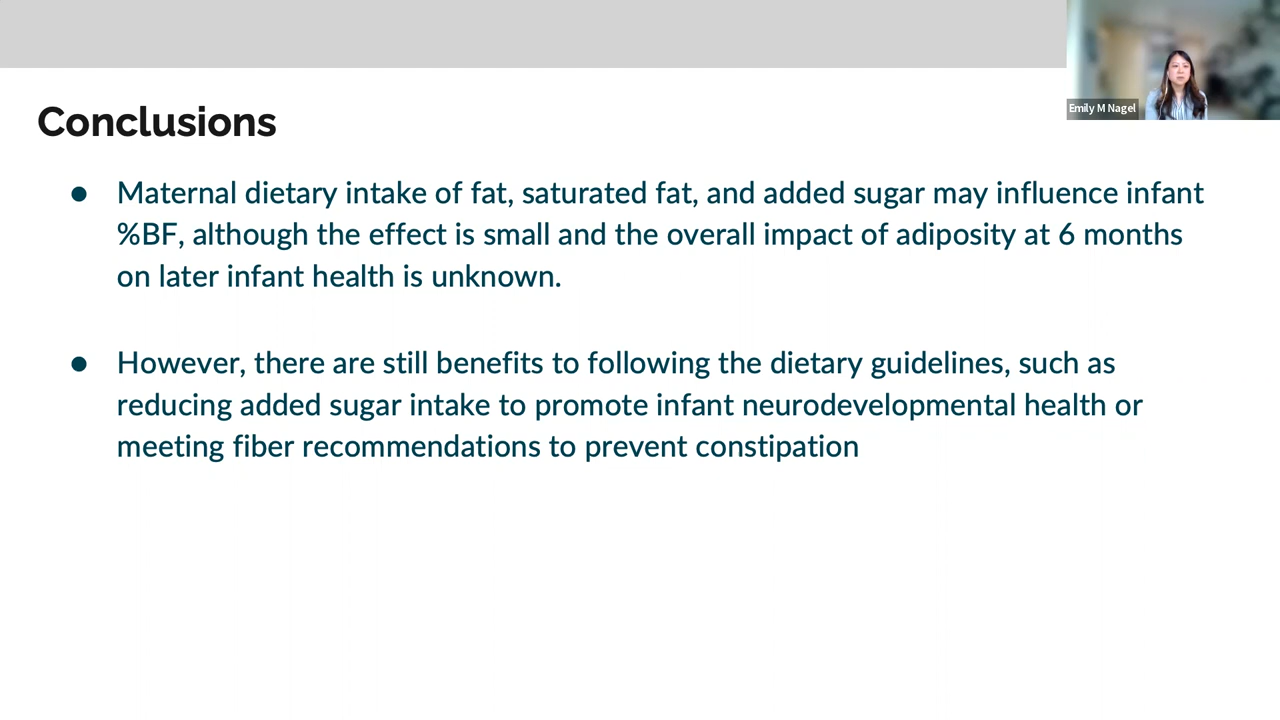 Emily M Nagel
Conclusions
● Maternal dietary intake of fat, saturated fat, and added sugar may influence infant
%BF, although the effect is small and the overall impact of adiposity at 6 months
on later infant health is unknown.
● However, there are still benefits to following the dietary guidelines, such as
reducing added sugar intake to promote infant neurodevelopmental health or
meeting fiber recommendations to prevent constipation